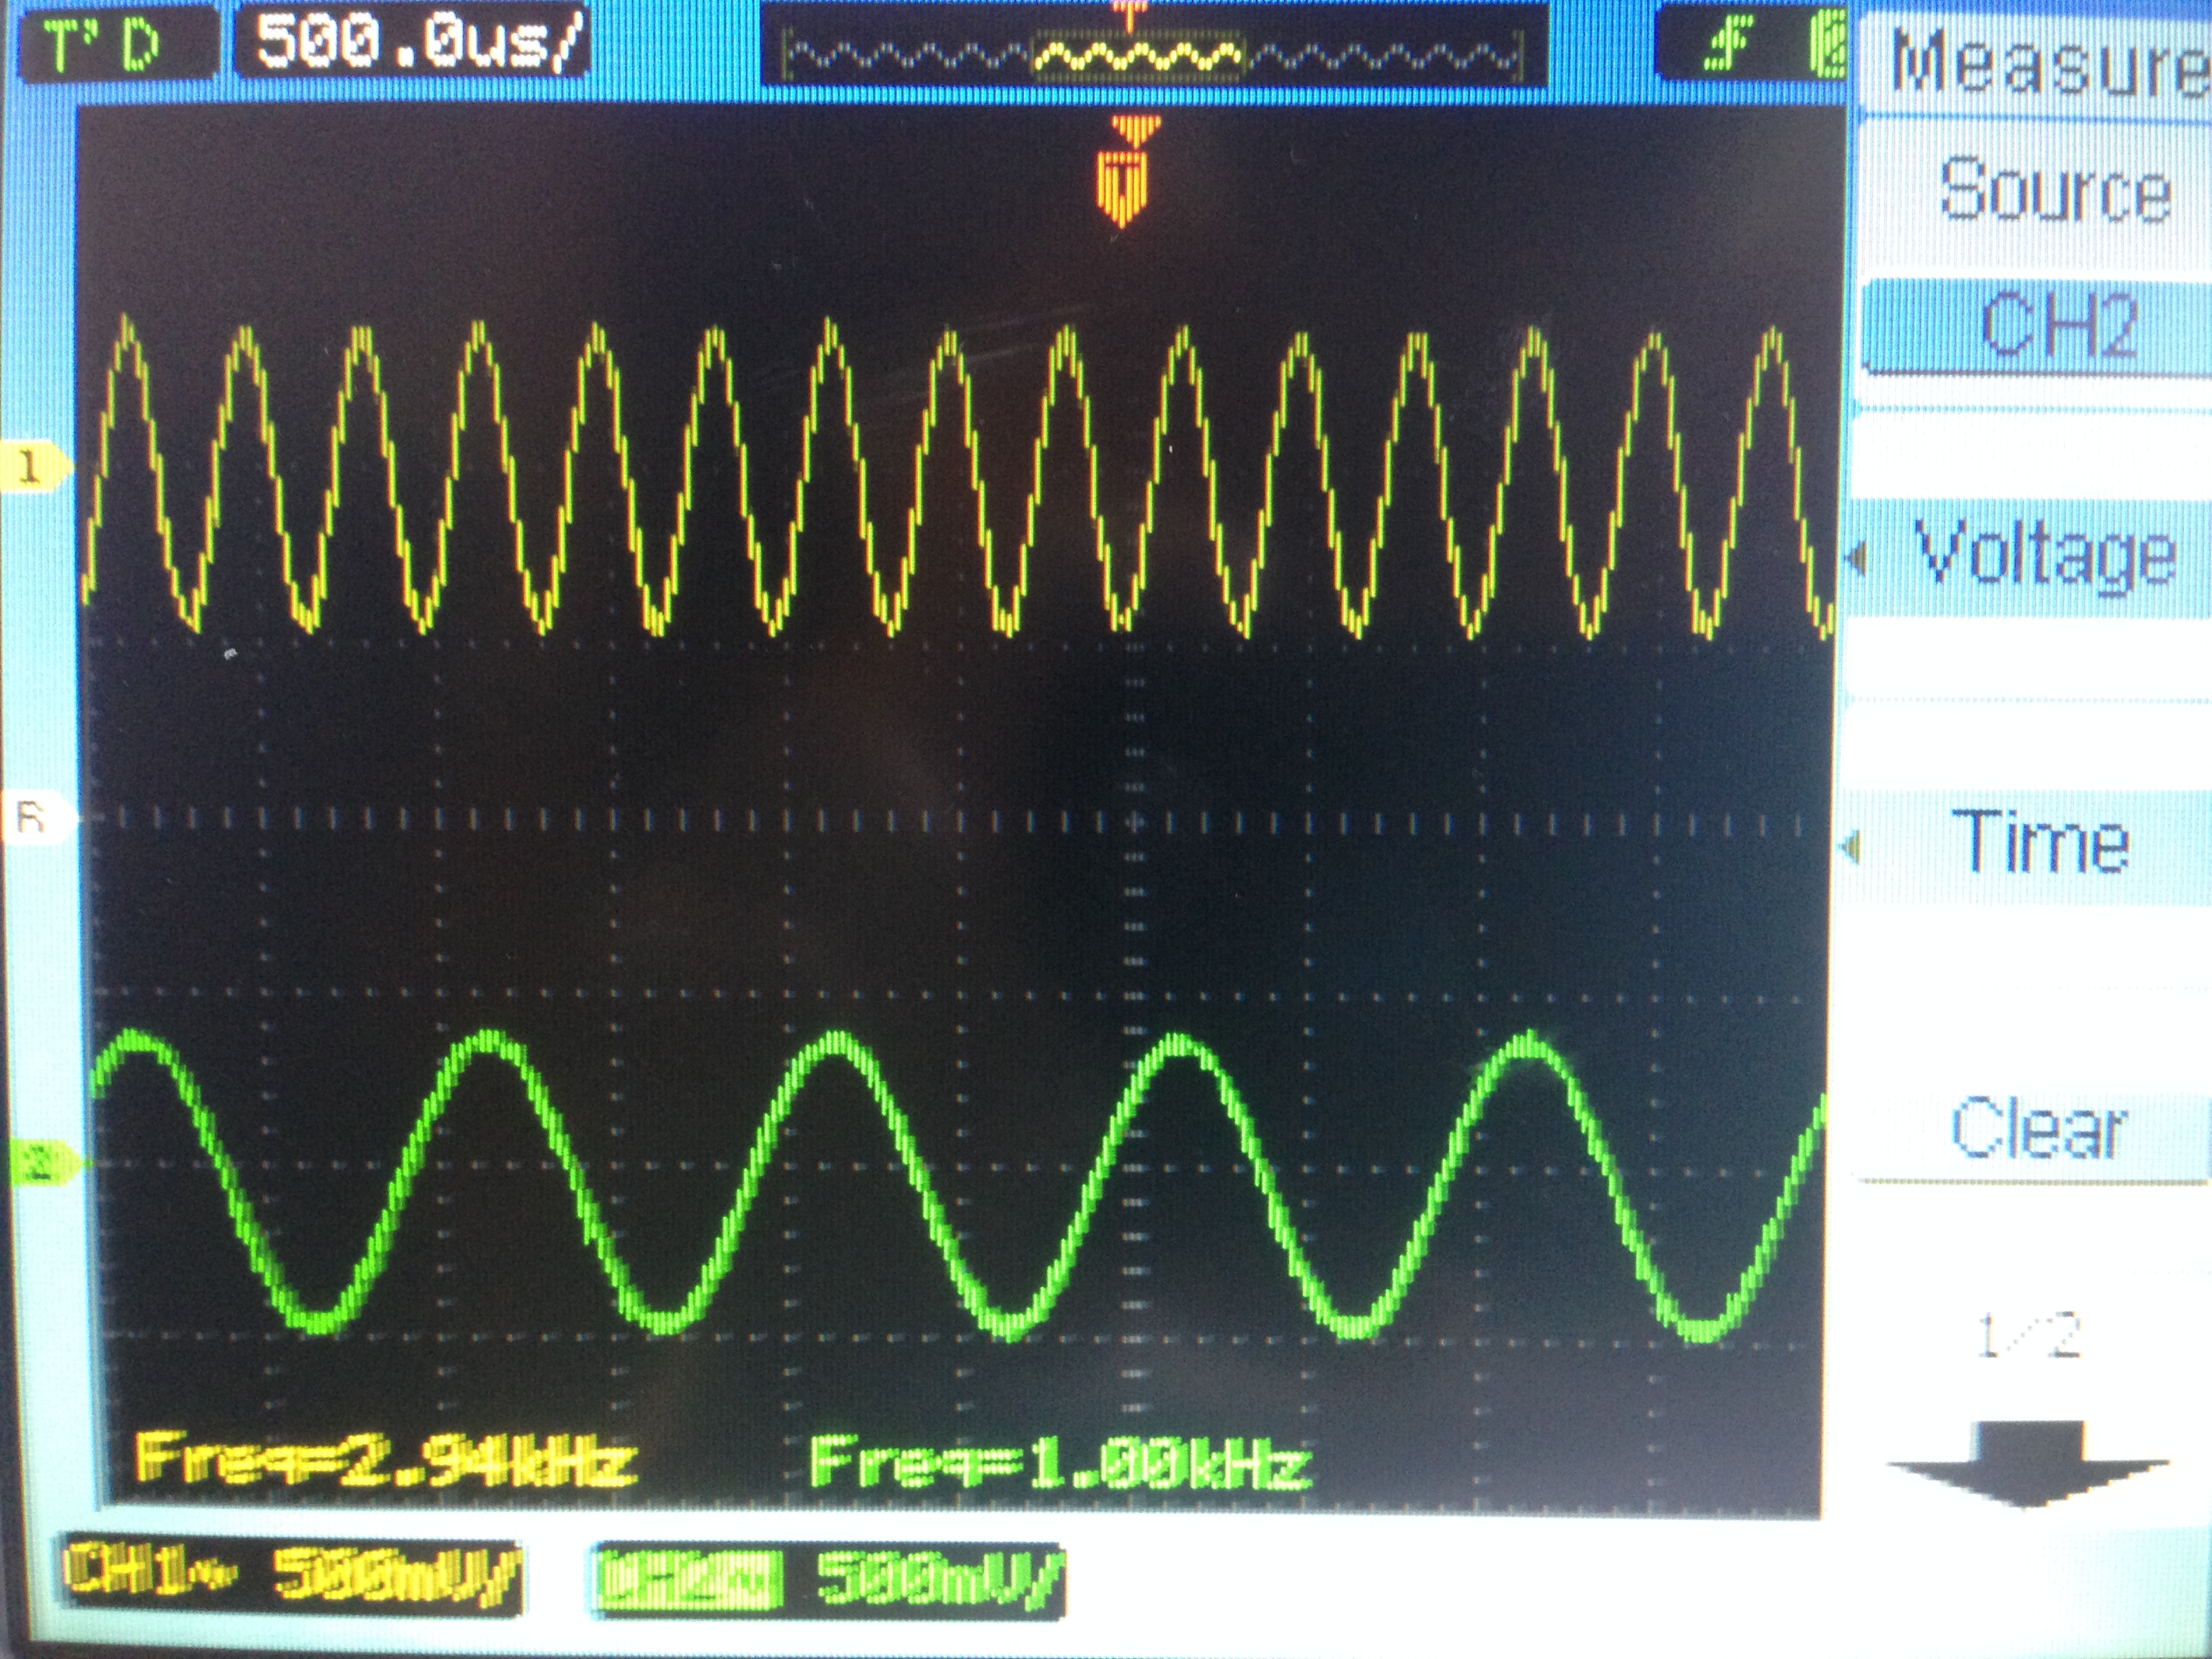 T'D 500.0us/
T
Measure
Source
T
CH2
1
Voltage
R
Time
Clear
2
1/2
Freq=2.94kHz Freq=1.00kHz
CH1~ 500mV/ CH2~ 500mV/